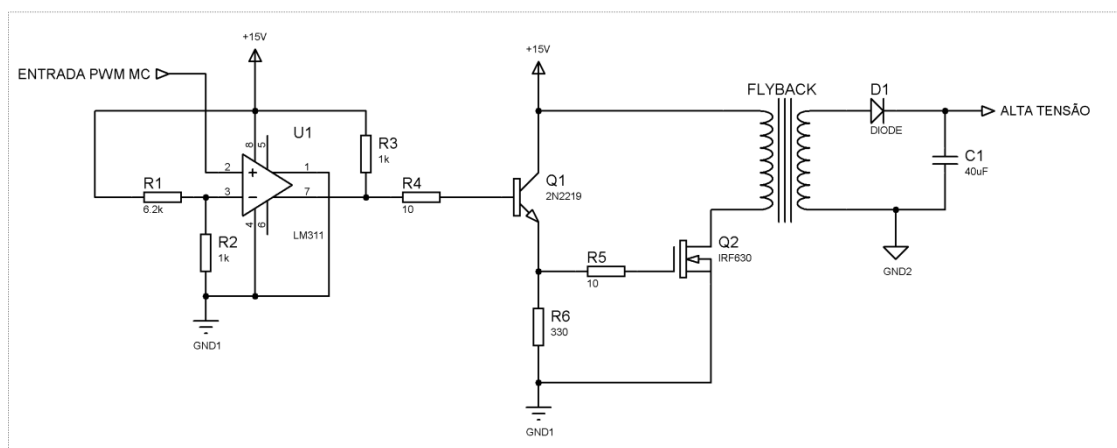 +15V
+15V
ENTRADA PWM MC
FLYBACK
D1
DIODE
ALTA TENSÃO
U1
8
5
2
3
1
7
4
6
LM311
R3
1k
R4
10
R1
6.2k
R2
1k
GND1
Q1
2N2219
C1
40uF
Q2
IRF630
R5
10
R6
330
GND1
GND2